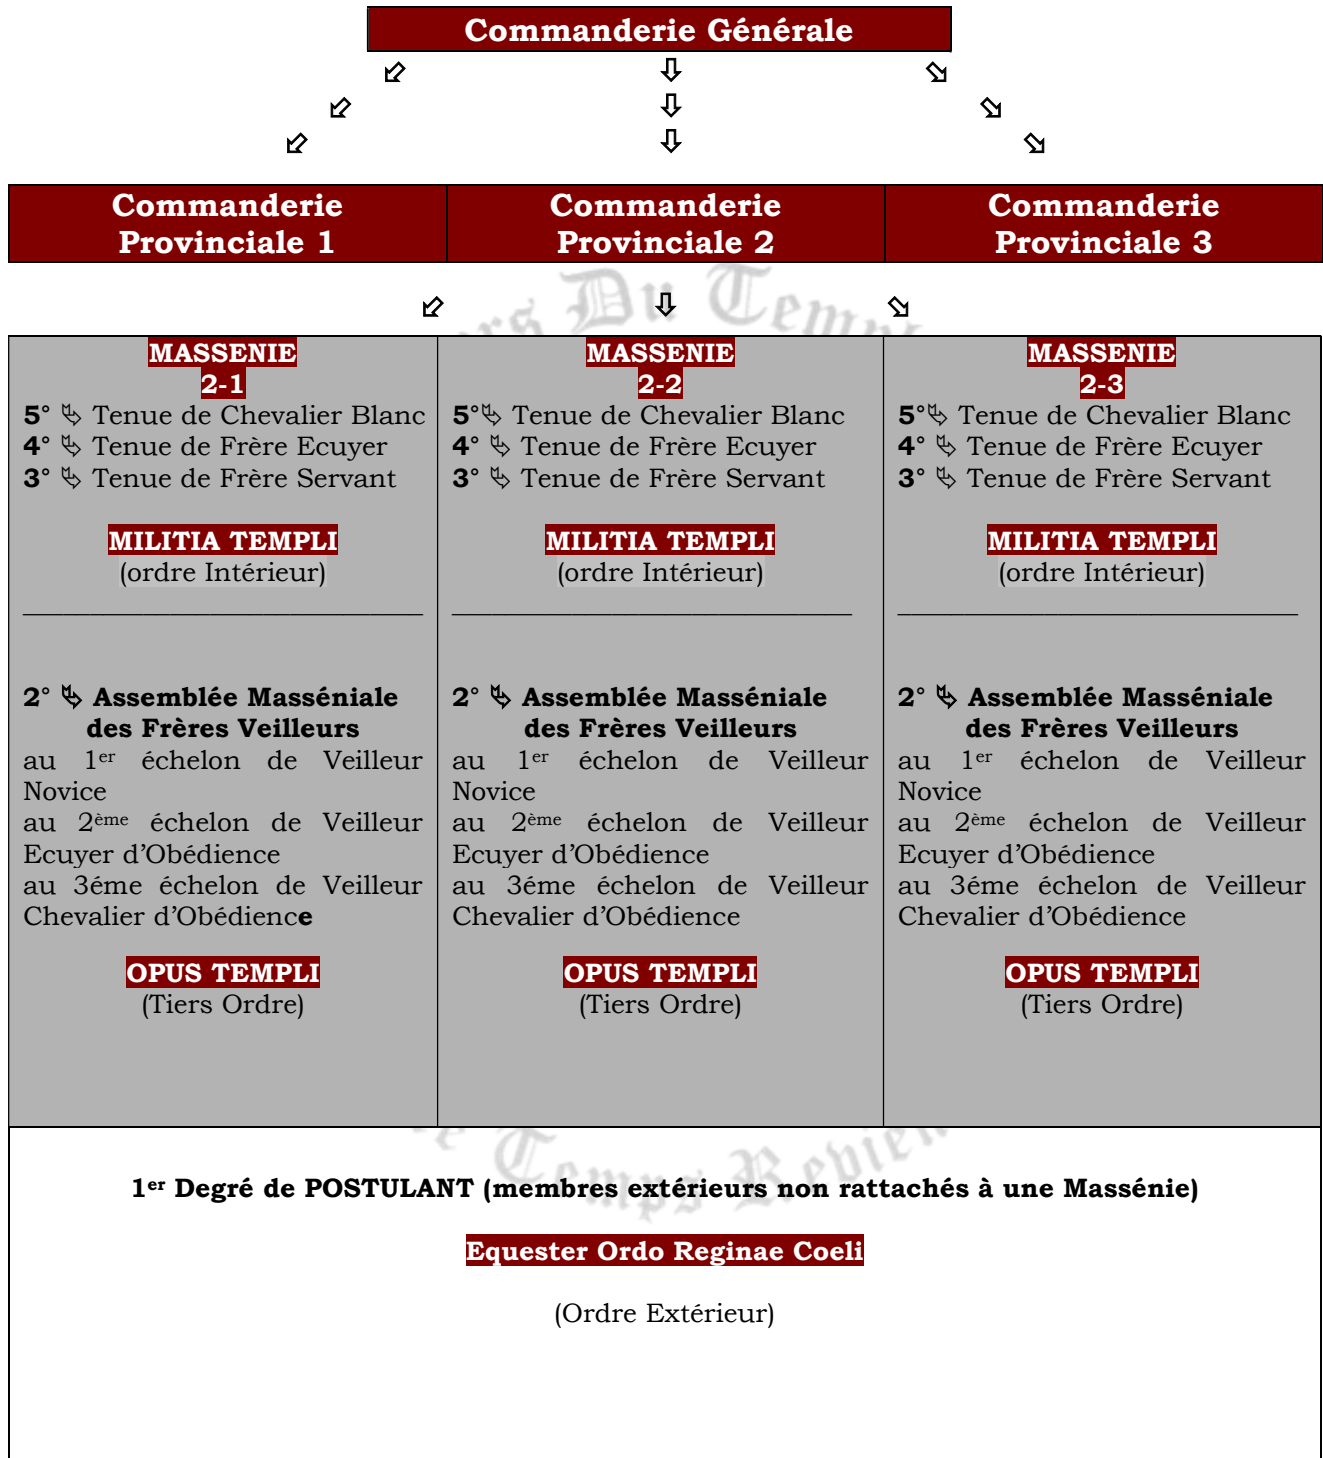 Commanderie Générale
Commanderie
Provinciale 1
Commanderie
Provinciale 2
Commanderie
Provinciale 3
Du Temp
MASSENIE
2-1
5° Tenue de Chevalier Blanc
4° Tenue de Frère Ecuyer
3° Tenue de Frère Servant
MILITIA TEMPLI
(ordre Intérieur)
2° Assemblée Masséniale
des Frères Veilleurs
au 1er échelon de Veilleur
Novice
au 2ème échelon de Veilleur
Ecuyer d'Obédience
au 3éme échelon de Veilleur
Chevalier d'Obédience
OPUS TEMPLI
(Tiers Ordre)
MASSENIE
2-2
5° Tenue de Chevalier Blanc
4° Tenue de Frère Ecuyer
3° Tenue de Frère Servant
MILITIA TEMPLI
(ordre Intérieur)
2° Assemblée Masséniale
des Frères Veilleurs
au 1er échelon de Veilleur
Novice
au 2ème échelon de Veilleur
Ecuyer d'Obédience
au 3éme échelon de Veilleur
Chevalier d'Obédience
OPUS TEMPLI
(Tiers Ordre)
MASSENIE
2-3
5° Tenue de Chevalier Blanc
4° Tenue de Frère Ecuyer
3° Tenue de Frère Servant
MILITIA TEMPLI
(ordre Intérieur)
2° Assemblée Masséniale
des Frères Veilleurs
au 1er échelon de Veilleur
Novice
au 2ème échelon de Veilleur
Ecuyer d'Obédience
au 3éme échelon de Veilleur
Chevalier d'Obédience
OPUS TEMPLI
(Tiers Ordre)
Temps Revien
1er Degré de POSTULANT (membres extérieurs non rattachés à une Massénie)
Equester Ordo Reginae Coeli
(Ordre Extérieur)